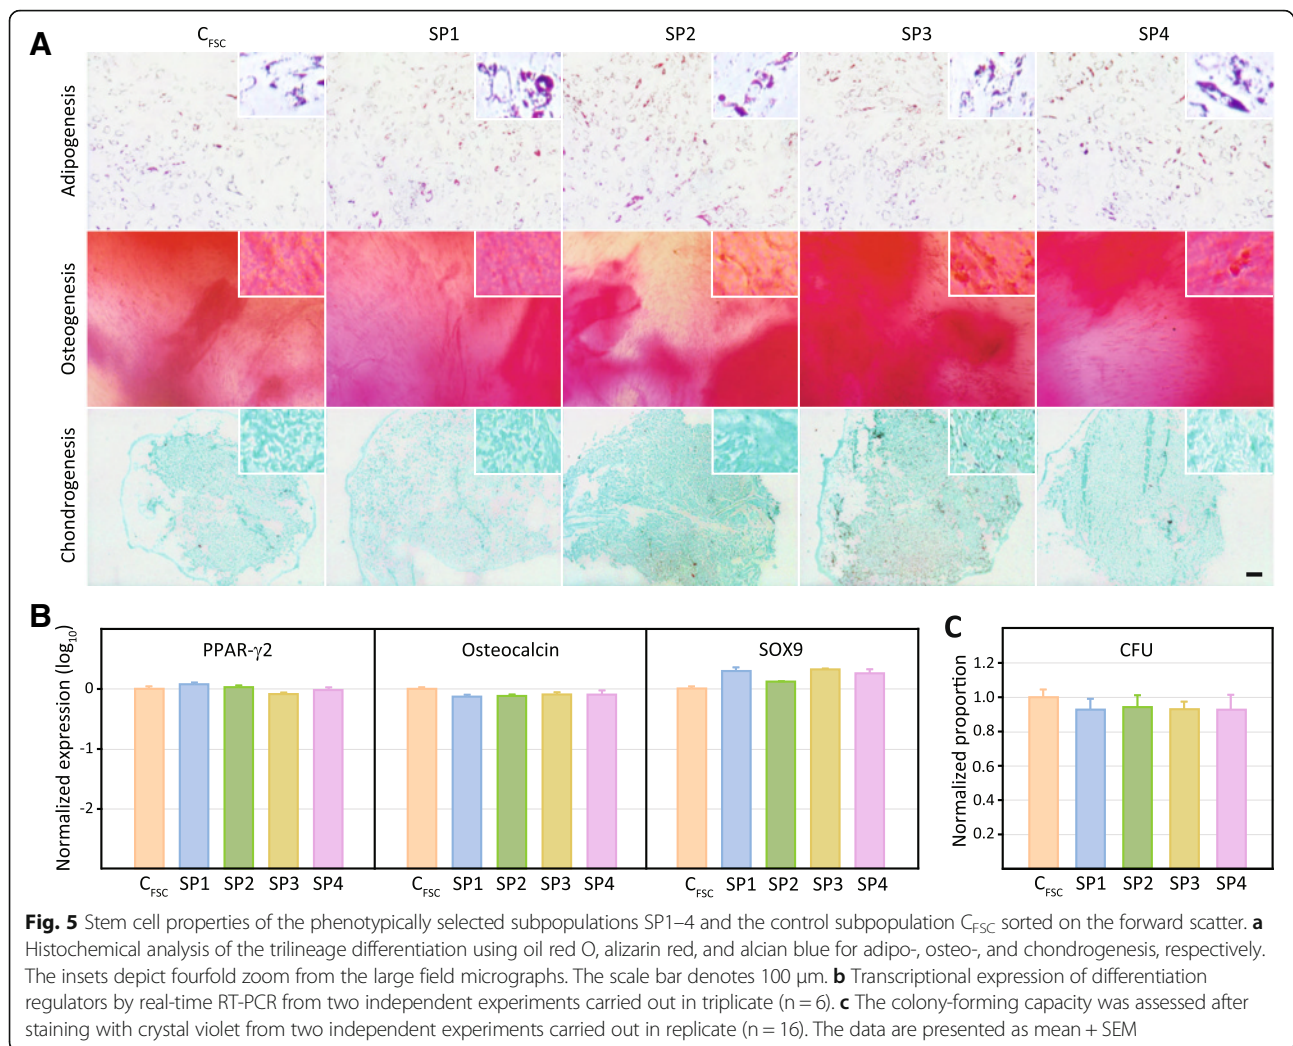 A
C_FSC SP1 SP2 SP3 SP4
Adipogenesis
Osteogenesis
Chondrogenesis
B
Normalized expression (log10)
PPAR-γ2 Osteocalcin SOX9
0
-1
-2
C_FSC SP1 SP2 SP3 SP4 C_FSC SP1 SP2 SP3 SP4 C_FSC SP1 SP2 SP3 SP4
C
Normalized proportion
CFU
1.2
1.0
0.8
0.6
0.4
0.2
C_FSC SP1 SP2 SP3 SP4
Fig. 5 Stem cell properties of the phenotypically selected subpopulations SP1–4 and the control subpopulation C_FSC sorted on the forward scatter. a
Histochemical analysis of the trilineage differentiation using oil red O, alizarin red, and alcian blue for adipo-, osteo-, and chondrogenesis, respectively.
The insets depict fourfold zoom from the large field micrographs. The scale bar denotes 100 μm. b Transcriptional expression of differentiation
regulators by real-time RT-PCR from two independent experiments carried out in triplicate (n = 6). c The colony-forming capacity was assessed after
staining with crystal violet from two independent experiments carried out in replicate (n = 16). The data are presented as mean + SEM